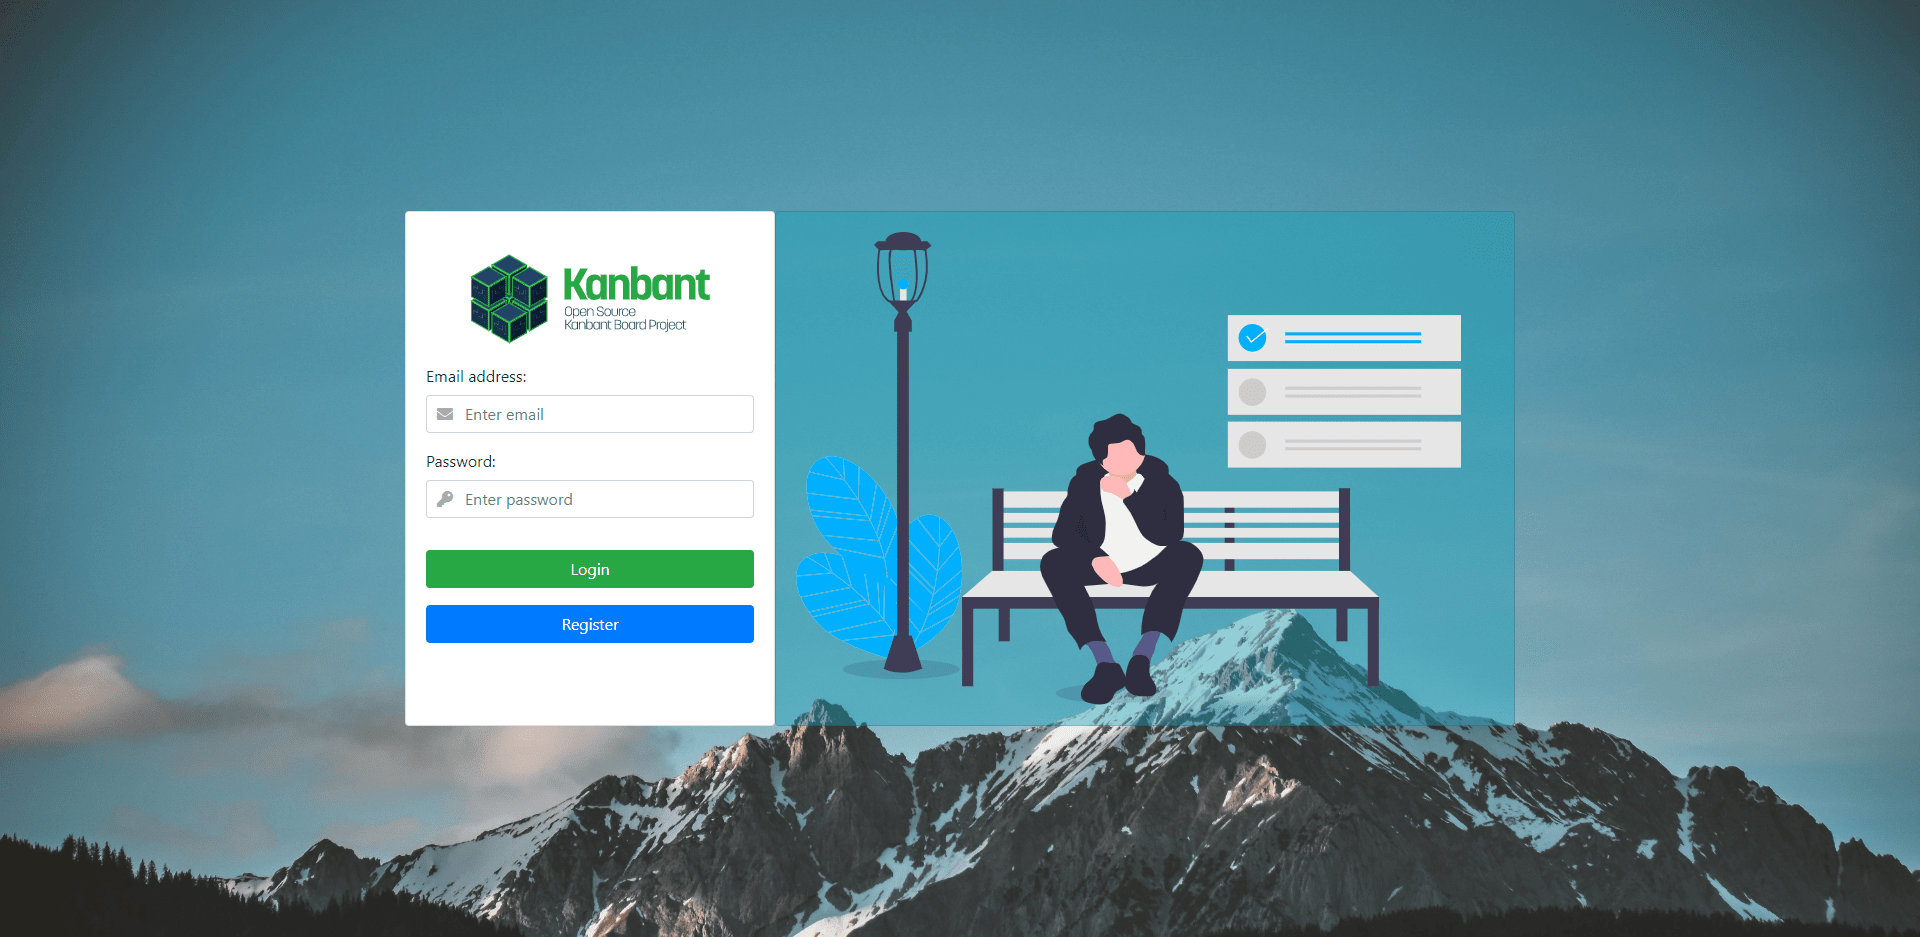 Kanbant
Open Source
Kanbant Board Project
Email address:
Enter email
Password:
Enter password
Login
Register